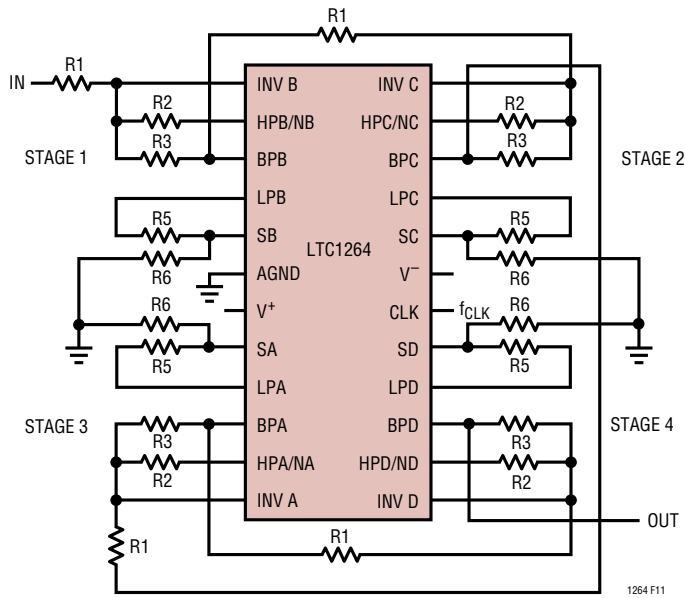 R1
IN
R1
INV B
INV C
R2
HPB/NB
HPC/NC
R2
STAGE 1
R3
BPB
BPC
R3
STAGE 2
LPB
LPC
R5
SB
SC
R5
R6
LTC1264
R6
AGND
V–
V+
CLK
fCLK
R6
R6
SA
SD
R5
R5
LPA
LPD
STAGE 3
BPA
BPD
STAGE 4
R3
R3
HPA/NA
HPD/ND
R2
R2
INV A
INV D
OUT
R1
R1
1264 F11